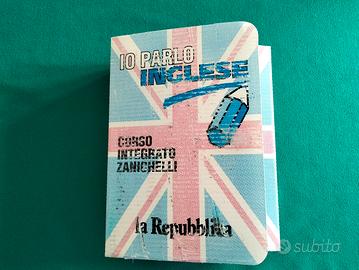 IO PARLO
INGLESE
CORSO
INTEGRATO
ZANICHELLI
la Repubblica
subito